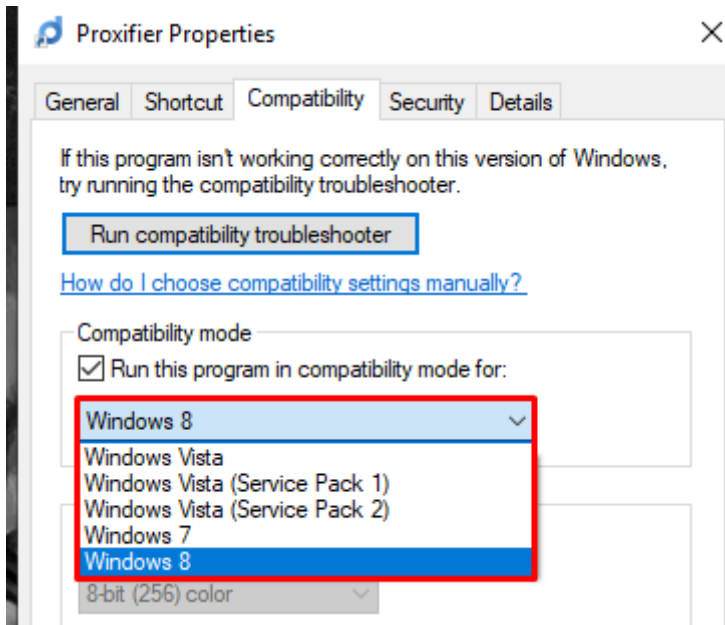 Proxifier Properties
General Shortcut Compatibility Security Details
If this program isn't working correctly on this version of Windows,
try running the compatibility troubleshooter.
Run compatibility troubleshooter
How do I choose compatibility settings manually?
Compatibility mode
Run this program in compatibility mode for:
Windows 8
Windows Vista
Windows Vista (Service Pack 1)
Windows Vista (Service Pack 2)
Windows 7
Windows 8
8-bit (256) color